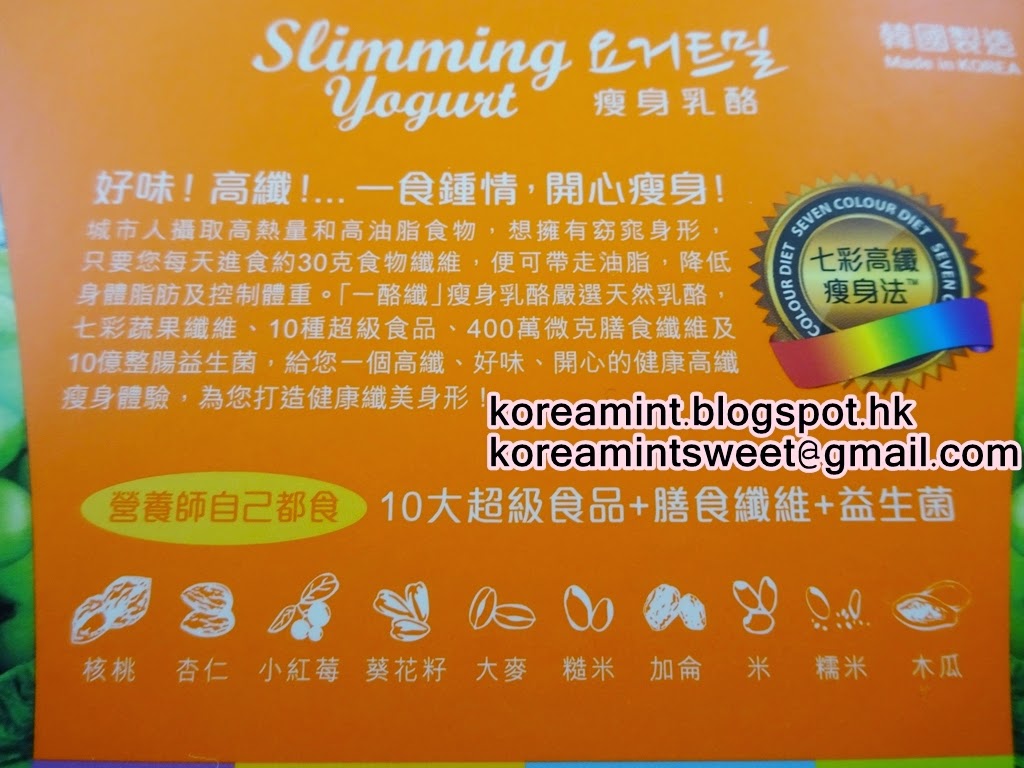 Slimming 요거트밀
Yogurt 瘦身乳酪
韓國製造
Made in KOREA
好味！高纖！... 一食鍾情，開心瘦身！
城市人攝取高熱量和高油脂食物，想擁有窈窕身形，
只要您每天進食約30克食物纖維，便可帶走油脂，降低
身體脂肪及控制體重。「一酪纖」瘦身乳酪嚴選天然乳酪，
七彩蔬果纖維、10種超級食品、400萬微克膳食纖維及
10億整腸益生菌，給您一個高纖、好味、開心的健康高纖
瘦身體驗，為您打造健康纖美身形！
COLOUR DIET SEVEN COLOUR DIET SEVEN C
七彩高纖
瘦身法™
koreamint.blogspot.hk
koreamintsweet@gmail.com
營養師自己都食 10大超級食品+膳食纖維+益生菌
核桃 杏仁 小紅莓 葵花籽 大麥 糙米 加侖 米 糯米 木瓜